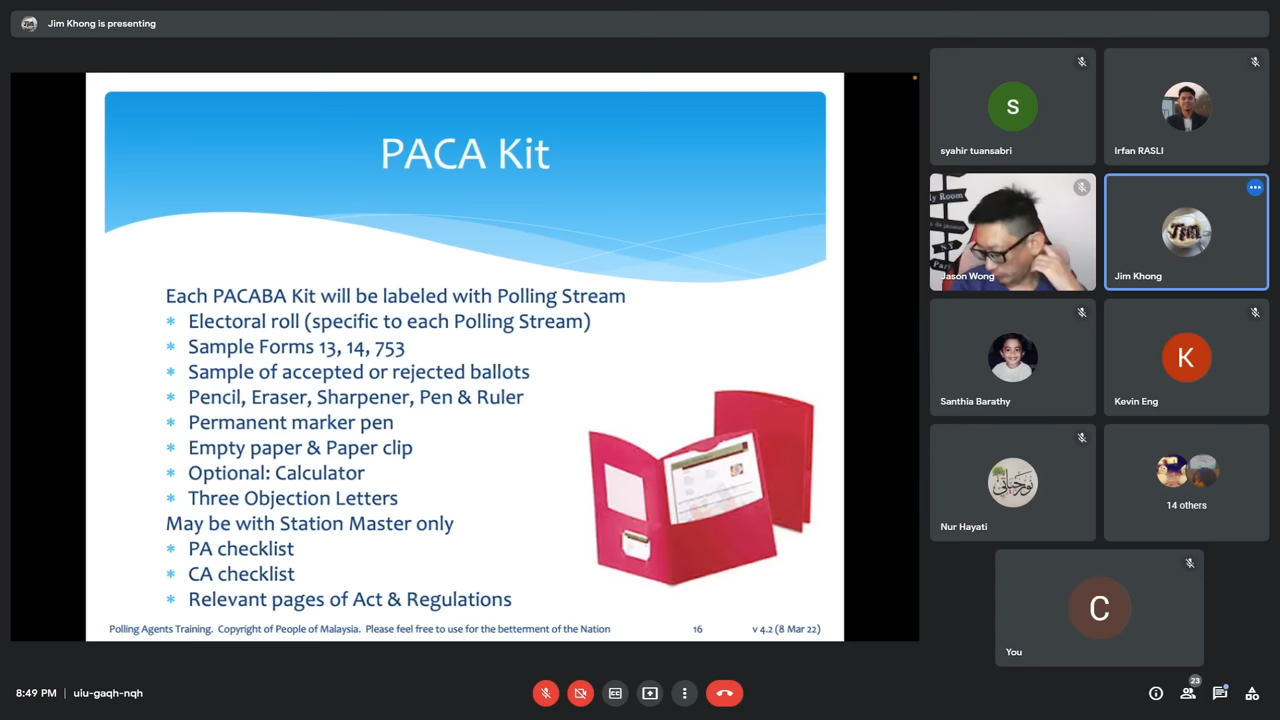 Jim Khong is presenting
PACA Kit
Each PACABA Kit will be labeled with Polling Stream
* Electoral roll (specific to each Polling Stream)
* Sample Forms 13, 14, 753
* Sample of accepted or rejected ballots
* Pencil, Eraser, Sharpener, Pen & Ruler
* Permanent marker pen
* Empty paper & Paper clip
* Optional: Calculator
* Three Objection Letters
May be with Station Master only
* PA checklist
* CA checklist
* Relevant pages of Act & Regulations
Polling Agents Training. Copyright of People of Malaysia. Please feel free to use for the betterment of the Nation
16
v 4.2 (8 Mar 22)
S
syahir tuansabri
Irfan RASLI
Jason Wong
Jim
Jim Khong
Santhia Barathy
K
Kevin Eng
Nur Hayati
14 others
C
You
8:49 PM | uiu-gaqh-nqh
23